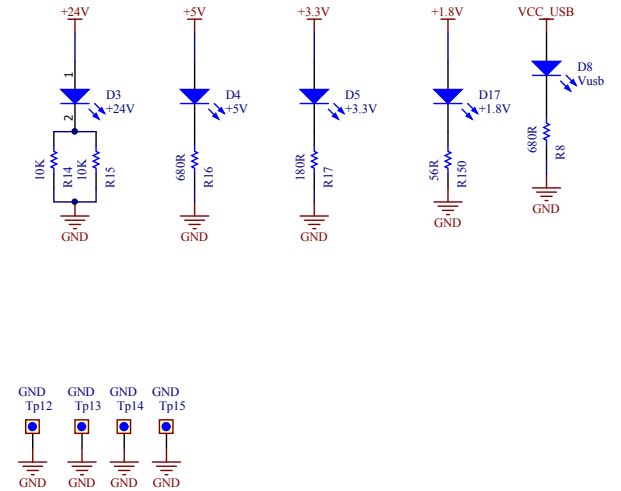 +24V
+5V
+3.3V
+1.8V
VCC_USB
1
D3
+24V
2
D4
+5V
D5
+3.3V
D17
+1.8V
D8
Vusb
10K
R14
10K
R15
680R
R16
180R
R17
56R
R150
680R
R8
GND
GND
GND
GND
GND
GND
Tp12
GND
Tp13
GND
Tp14
GND
Tp15
GND
GND
GND
GND